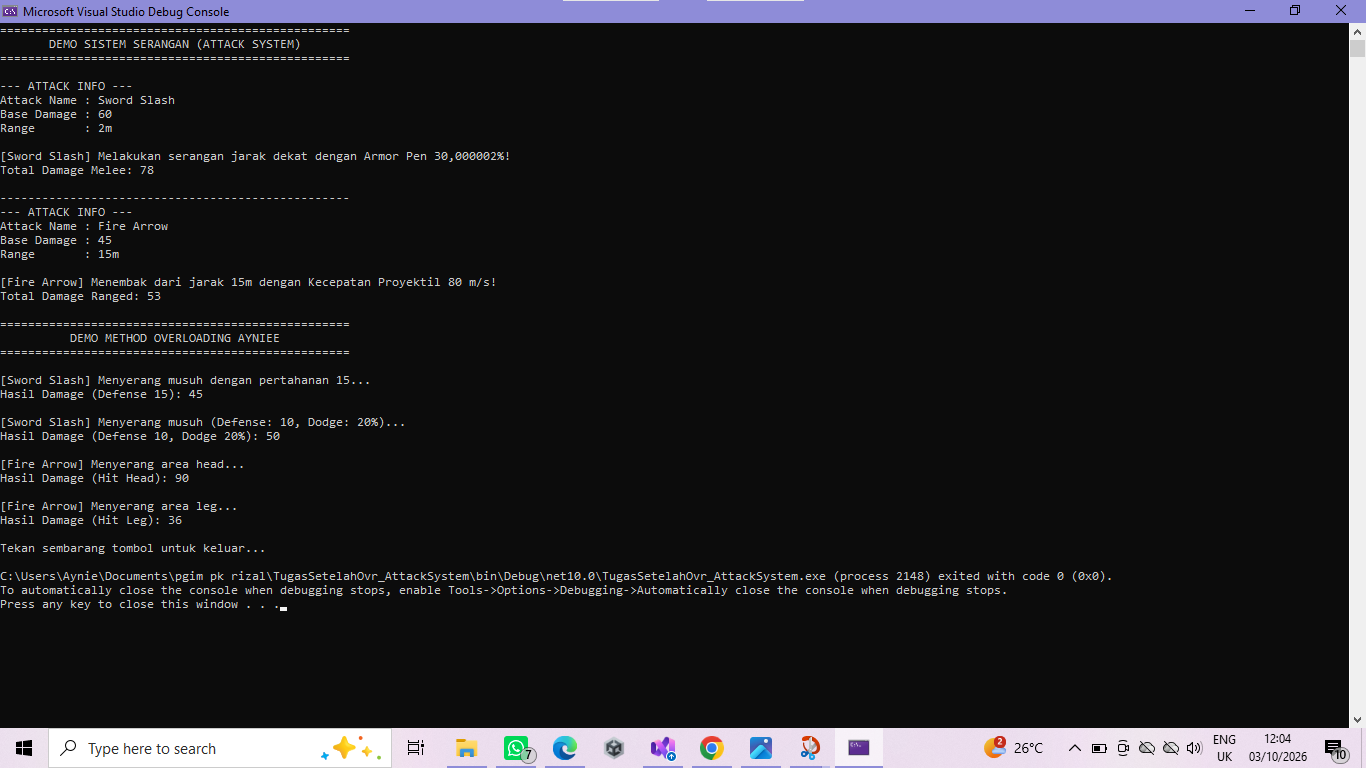 Microsoft Visual Studio Debug Console
==================================================
       DEMO SISTEM SERANGAN (ATTACK SYSTEM)
==================================================
--- ATTACK INFO ---
Attack Name : Sword Slash
Base Damage : 60
Range       : 2m
[Sword Slash] Melakukan serangan jarak dekat dengan Armor Pen 30,000002%!
Total Damage Melee: 78
--------------------------------------------------
--- ATTACK INFO ---
Attack Name : Fire Arrow
Base Damage : 45
Range       : 15m
[Fire Arrow] Menembak dari jarak 15m dengan Kecepatan Proyektil 80 m/s!
Total Damage Ranged: 53
==================================================
          DEMO METHOD OVERLOADING AYNIEE
==================================================
[Sword Slash] Menyerang musuh dengan pertahanan 15...
Hasil Damage (Defense 15): 45
[Sword Slash] Menyerang musuh (Defense: 10, Dodge: 20%)...
Hasil Damage (Defense 10, Dodge 20%): 50
[Fire Arrow] Menyerang area head...
Hasil Damage (Hit Head): 90
[Fire Arrow] Menyerang area leg...
Hasil Damage (Hit Leg): 36
Tekan sembarang tombol untuk keluar...
C:\Users\Aynie\Documents\pgim pk rizal\TugasSetelahOvr_AttackSystem\bin\Debug\net10.0\TugasSetelahOvr_AttackSystem.exe (process 2148) exited with code 0 (0x0).
To automatically close the console when debugging stops, enable Tools->Options->Debugging->Automatically close the console when debugging stops.
Press any key to close this window . . .
Type here to search
7
2
26°C
ENG
UK
12:04
03/10/2026
10